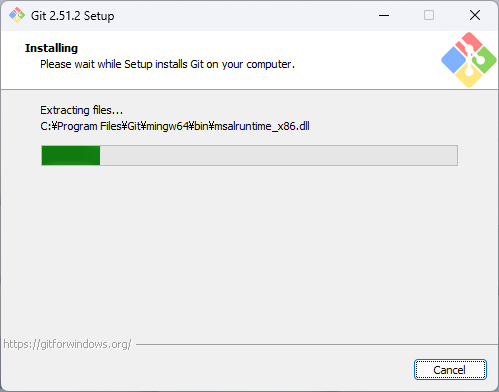 Git 2.51.2 Setup
Installing
Please wait while Setup installs Git on your computer.
Extracting files...
C:¥Program Files¥Git¥mingw64¥bin¥msalruntime_x86.dll
https://gitforwindows.org/
Cancel